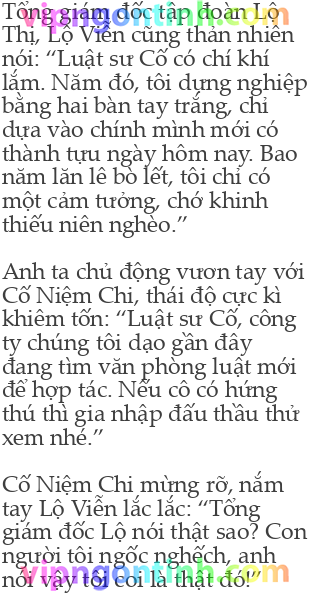 Tổng giám đốc tập đoàn Lộ
Thị, Lộ Viễn cũng thản nhiên
nói: “Luật sư Cố có chí khí
lắm. Năm đó, tôi dựng nghiệp
bằng hai bàn tay trắng, chỉ
dựa vào chính mình mới có
thành tựu ngày hôm nay. Bao
năm lăn lê bò lết, tôi chỉ có
một cảm tưởng, chớ khinh
thiếu niên nghèo.”
Anh ta chủ động vươn tay với
Cố Niệm Chi, thái độ cực kì
khiêm tốn: “Luật sư Cố, công
ty chúng tôi dạo gần đây
đang tìm văn phòng luật mới
để hợp tác. Nếu cô có hứng
thú thì gia nhập đấu thầu thử
xem nhé.”
Cố Niệm Chi mừng rỡ, nắm
tay Lộ Viễn lắc lắc: “Tổng
giám đốc Lộ nói thật sao? Con
người tôi ngốc nghếch, anh
nói vậy tôi coi là thật đó!”
vipngontinh.com
vipngontinh.com